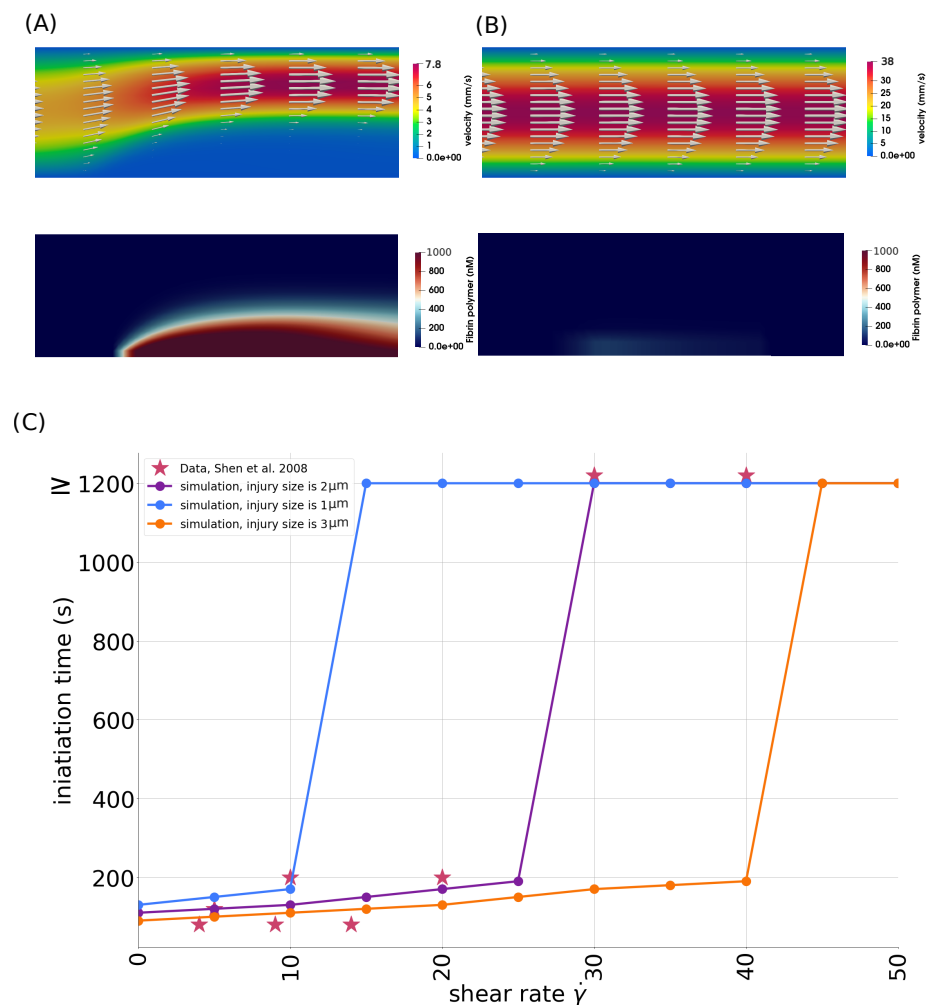 (A)
(B)
7.8
6
5
4
3
2
1
0.0e+00
velocity (mm/s)
38
30
25
20
15
10
5
0.0e+00
velocity (mm/s)
1000
800
600
400
200
0.0e+00
Fibrin polymer (nM)
1000
800
600
400
200
0.0e+00
Fibrin polymer (nM)
(C)
Data, Shen et al. 2008
simulation, injury size is 2μm
simulation, injury size is 1μm
simulation, injury size is 3μm
≥
1200
1000
800
600
400
200
iniatiation time (s)
0
10
20
30
40
50
shear rate γ̇